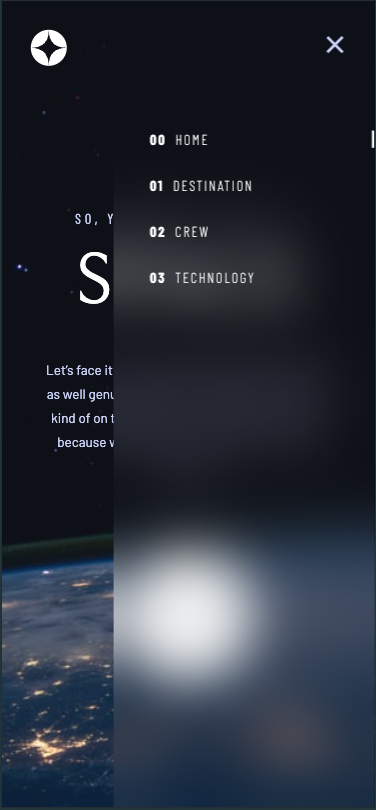 00 HOME
01 DESTINATION
02 CREW
03 TECHNOLOGY
SO, Y
S
Let's face it
as well genu
kind of on t
because w